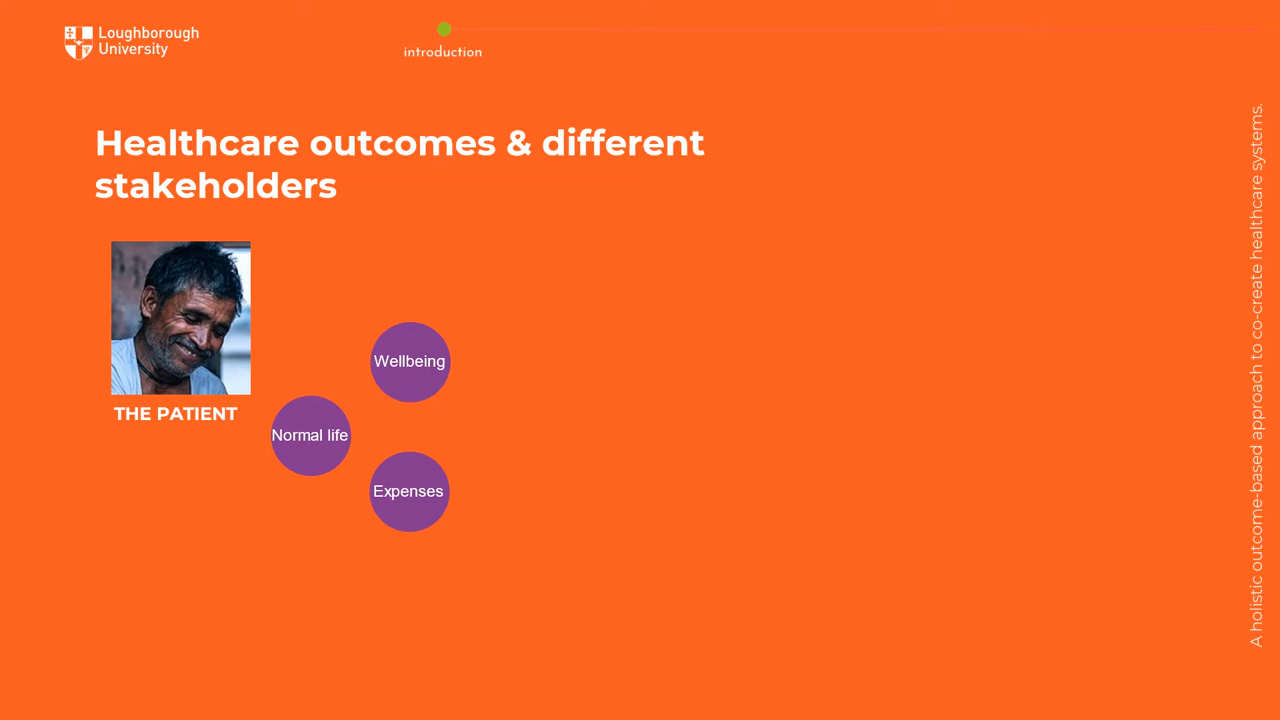 Loughborough
University
introduction
Healthcare outcomes & different
stakeholders
THE PATIENT
Wellbeing
Normal life
Expenses
A holistic outcome-based approach to co-create healthcare systems.